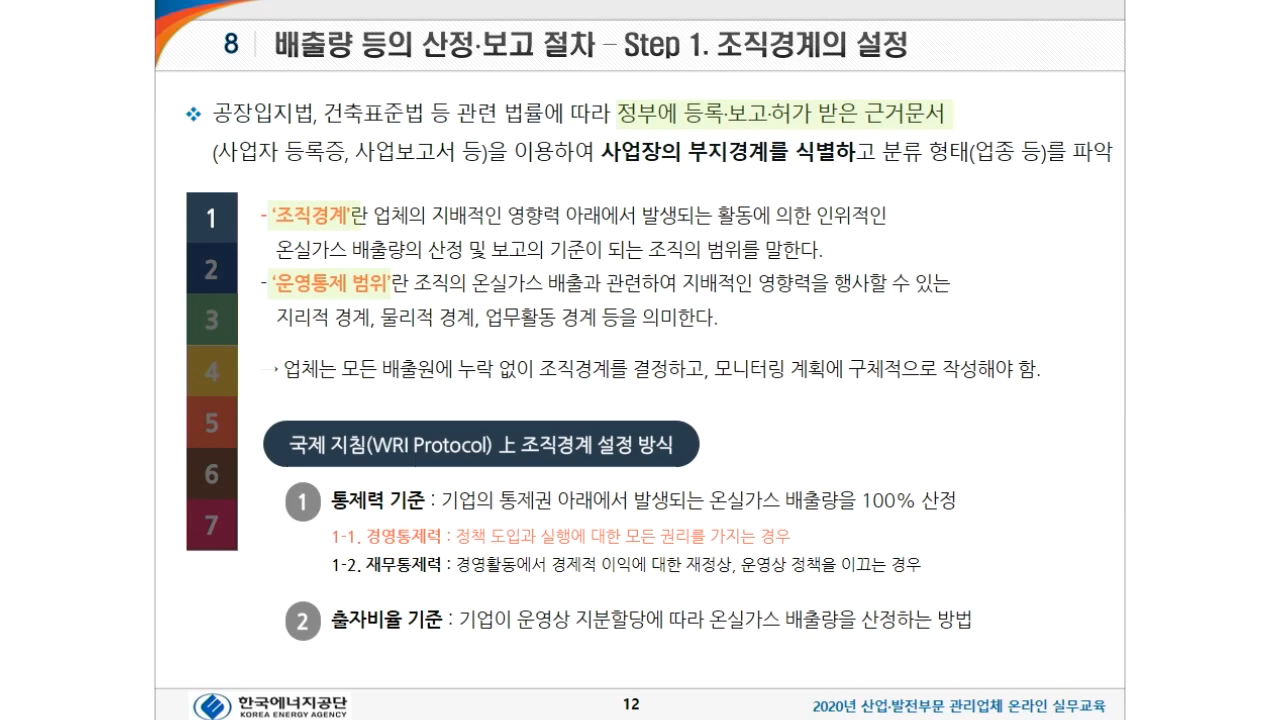 8 배출량 등의 산정·보고 절차 – Step 1. 조직경계의 설정
❖ 공장입지법, 건축표준법 등 관련 법률에 따라 정부에 등록·보고·허가 받은 근거문서
(사업자 등록증, 사업보고서 등)을 이용하여 사업장의 부지경계를 식별하고 분류 형태(업종 등)를 파악
1
2
3
4
5
6
7
- ‘조직경계’란 업체의 지배적인 영향력 아래에서 발생되는 활동에 의한 인위적인
온실가스 배출량의 산정 및 보고의 기준이 되는 조직의 범위를 말한다.
- ‘운영통제 범위’란 조직의 온실가스 배출과 관련하여 지배적인 영향력을 행사할 수 있는
지리적 경계, 물리적 경계, 업무활동 경계 등을 의미한다.
→ 업체는 모든 배출원에 누락 없이 조직경계를 결정하고, 모니터링 계획에 구체적으로 작성해야 함.
국제 지침(WRI Protocol) 上 조직경계 설정 방식
1 통제력 기준 : 기업의 통제권 아래에서 발생되는 온실가스 배출량을 100% 산정
1-1. 경영통제력 : 정책 도입과 실행에 대한 모든 권리를 가지는 경우
1-2. 재무통제력 : 경영활동에서 경제적 이익에 대한 재정상, 운영상 정책을 이끄는 경우
2 출자비율 기준 : 기업이 운영상 지분할당에 따라 온실가스 배출량을 산정하는 방법
한국에너지공단
KOREA ENERGY AGENCY
12
2020년 산업·발전부문 관리업체 온라인 실무교육